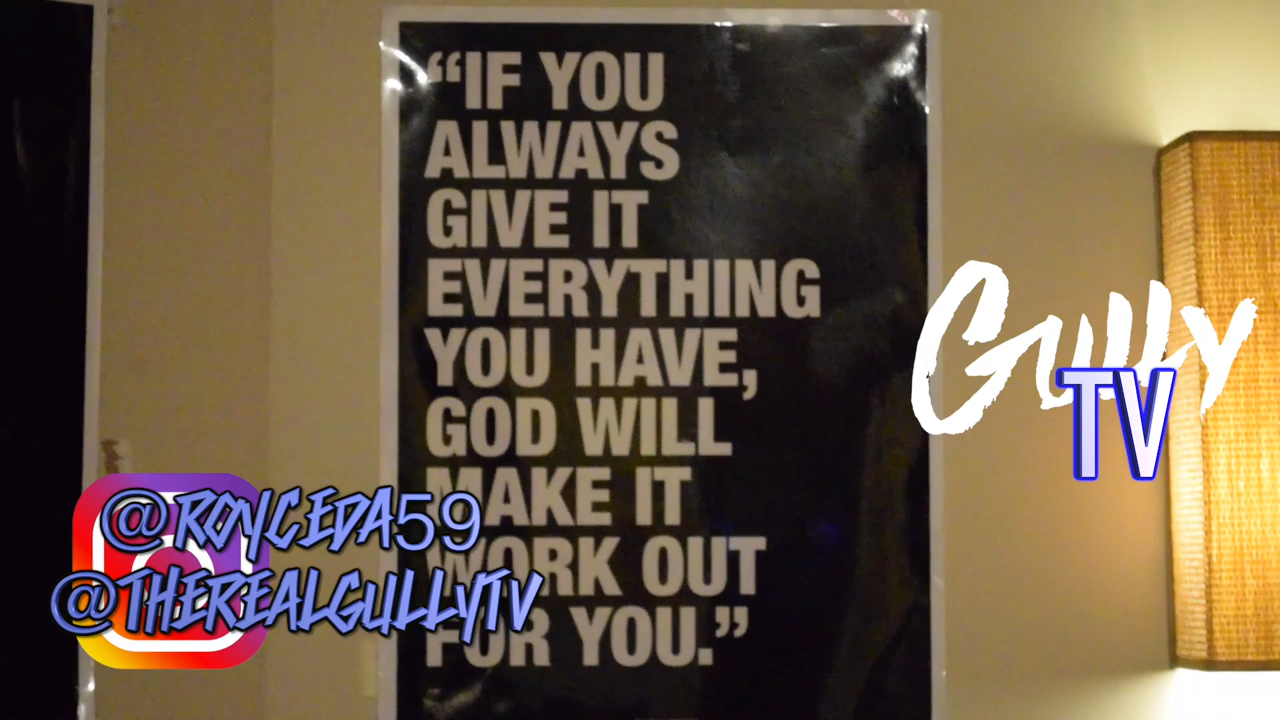 “IF YOU
ALWAYS
GIVE IT
EVERYTHING
YOU HAVE,
GOD WILL
MAKE IT
WORK OUT
FOR YOU.”
Gully
TV
@ROYCEDA59
@THEREALGULLYTV